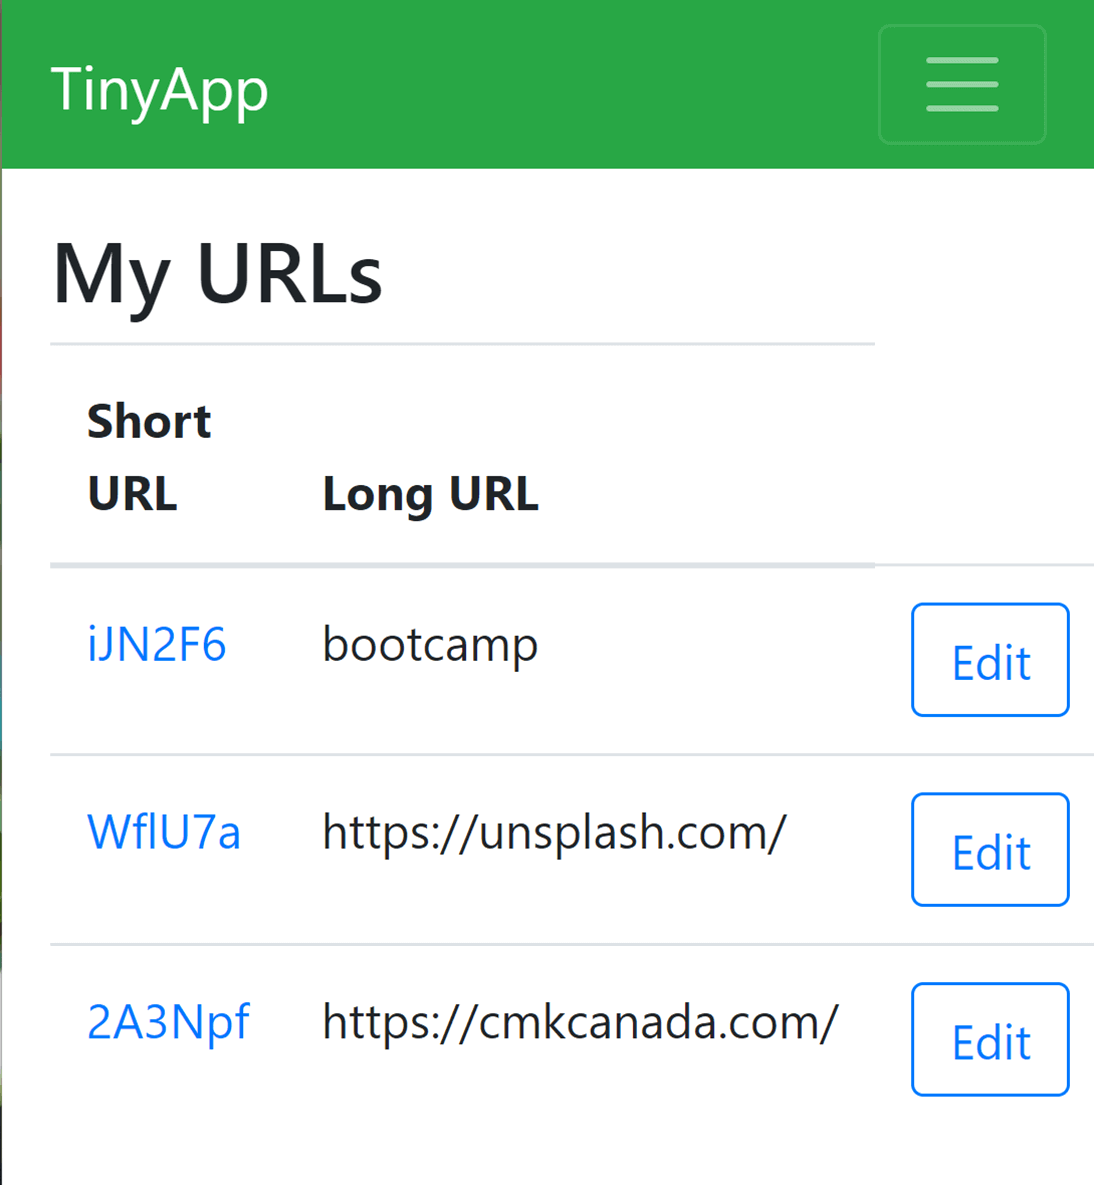 TinyApp
My URLs
Short
URL Long URL
iJN2F6 bootcamp Edit
WflU7a https://unsplash.com/ Edit
2A3Npf https://cmkcanada.com/ Edit